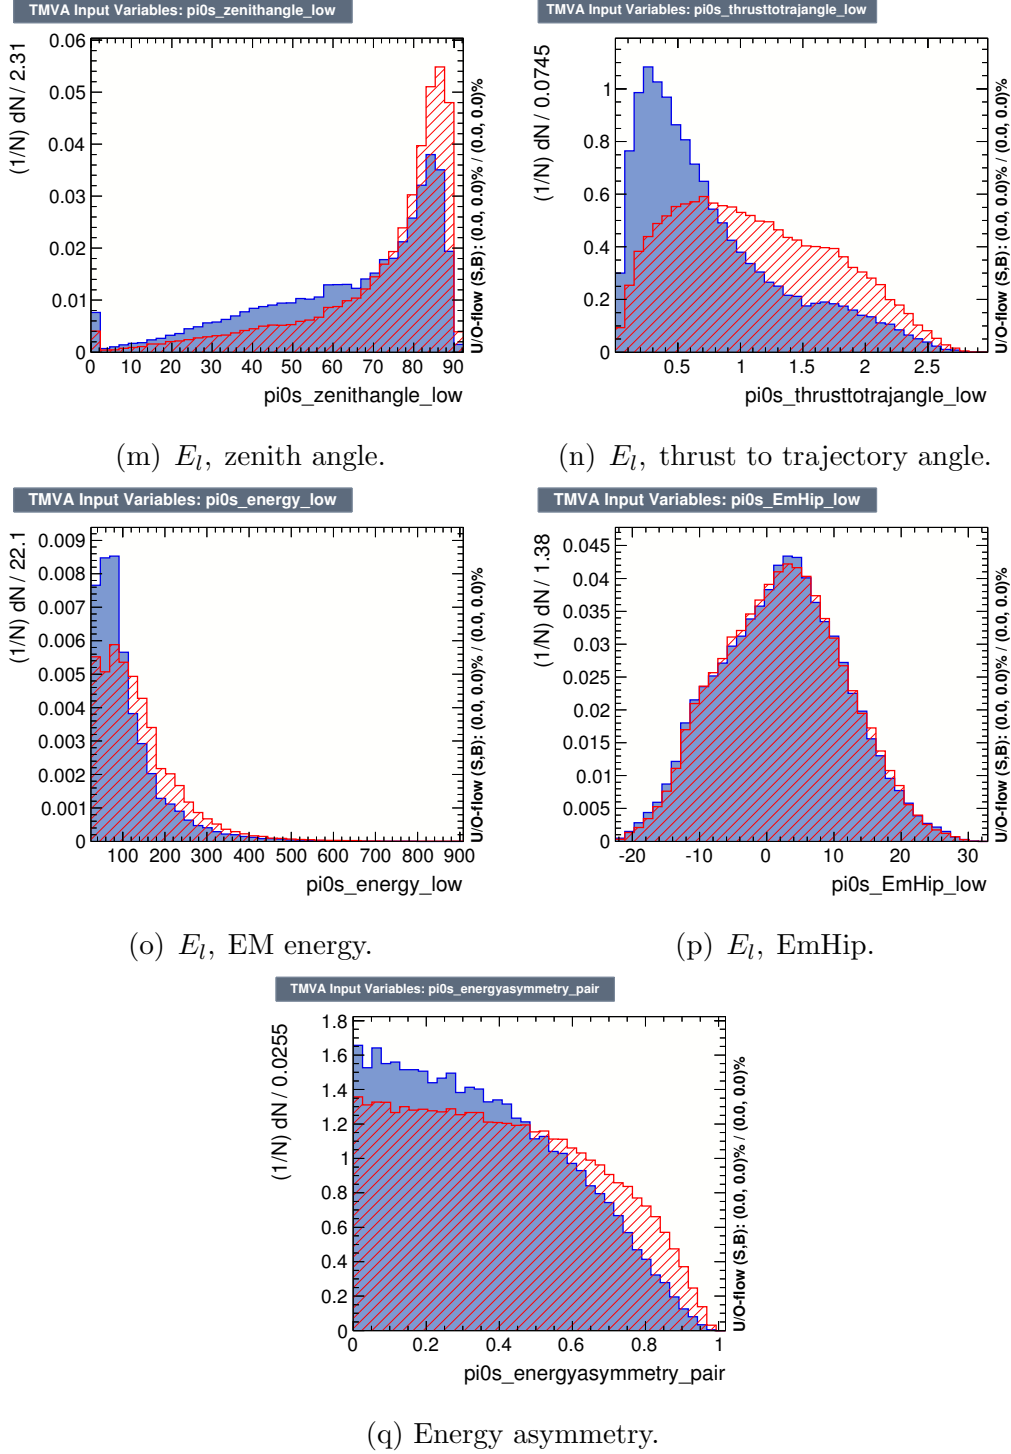 TMVA Input Variables: pi0s_zenithangle_low
(1/N) dN / 2.31
0.06
0.05
0.04
0.03
0.02
0.01
0
0 10 20 30 40 50 60 70 80 90
pi0s_zenithangle_low
U/O-flow (S,B): (0.0, 0.0)% / (0.0, 0.0)%
(m) E_l, zenith angle.
TMVA Input Variables: pi0s_thrusttotrajangle_low
(1/N) dN / 0.0745
1
0.8
0.6
0.4
0.2
0
0.5 1 1.5 2 2.5
pi0s_thrusttotrajangle_low
U/O-flow (S,B): (0.0, 0.0)% / (0.0, 0.0)%
(n) E_l, thrust to trajectory angle.
TMVA Input Variables: pi0s_energy_low
(1/N) dN / 22.1
0.009
0.008
0.007
0.006
0.005
0.004
0.003
0.002
0.001
0
100 200 300 400 500 600 700 800 900
pi0s_energy_low
U/O-flow (S,B): (0.0, 0.0)% / (0.0, 0.0)%
(o) E_l, EM energy.
TMVA Input Variables: pi0s_EmHip_low
(1/N) dN / 1.38
0.045
0.04
0.035
0.03
0.025
0.02
0.015
0.01
0.005
0
-20 -10 0 10 20 30
pi0s_EmHip_low
U/O-flow (S,B): (0.0, 0.0)% / (0.0, 0.0)%
(p) E_l, EmHip.
TMVA Input Variables: pi0s_energyasymmetry_pair
(1/N) dN / 0.0255
1.8
1.6
1.4
1.2
1
0.8
0.6
0.4
0.2
0
0 0.2 0.4 0.6 0.8 1
pi0s_energyasymmetry_pair
U/O-flow (S,B): (0.0, 0.0)% / (0.0, 0.0)%
(q) Energy asymmetry.